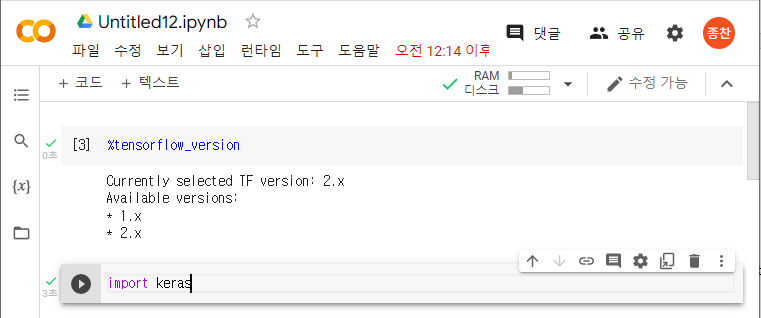 Untitled12.ipynb
파일 수정 보기 삽입 런타임 도구 도움말 오전 12:14 이후
댓글 공유 종찬
+ 코드 + 텍스트
RAM
디스크
수정 가능
[3] %tensorflow_version
0초
Currently selected TF version: 2.x
Available versions:
* 1.x
* 2.x
{x}
import keras
3초